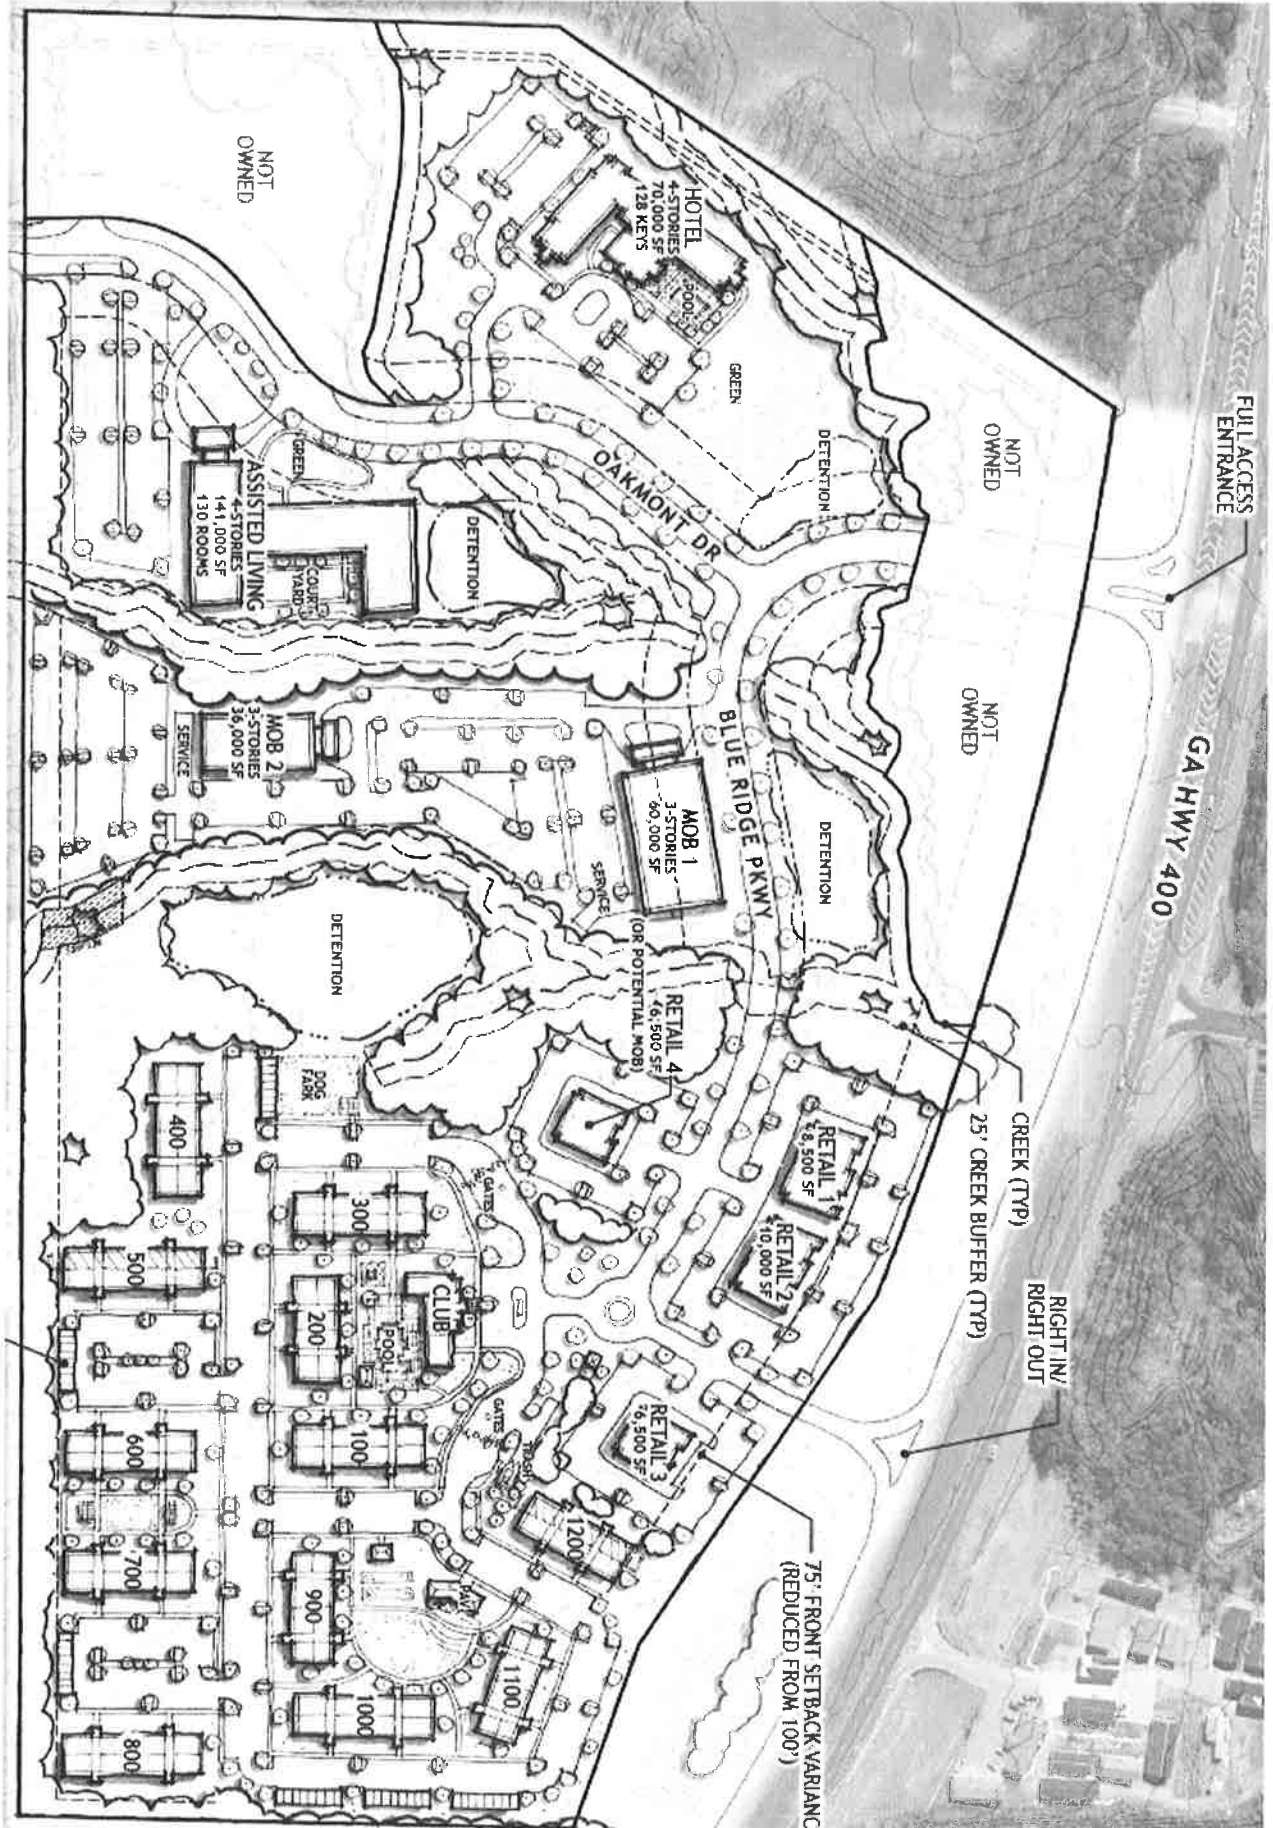 FULL ACCESS
ENTRANCE
GA HWY 400
CREEK (TYP)
25' CREEK BUFFER (TYP)
RIGHT IN/
RIGHT OUT
75' FRONT SETBACK VARIANC
(REDUCED FROM 100')
NOT
OWNED
NOT
OWNED
NOT
OWNED
HOTEL
4-STORIES
70,000 SF
128 KEYS
POOL
GREEN
DETENTION
OAKMONT DR
BLUE RIDGE PKWY
DETENTION
RETAIL 1
8,500 SF
RETAIL 2
10,000 SF
RETAIL 3
6,500 SF
1200
GREEN
ASSISTED LIVING
4-STORIES
141,000 SF
130 ROOMS
COURT
YARD
DETENTION
MOB 1
3-STORIES
60,000 SF
SERVICE
MOB 2
3-STORIES
36,000 SF
SERVICE
RETAIL 4
6,500 SF
(OR POTENTIAL MOB)
DETENTION
DOG
PARK
GATES
CLUB
POOL
GATES
TRASH
PAV
300
200
100
900
1000
1100
400
500
600
700
800